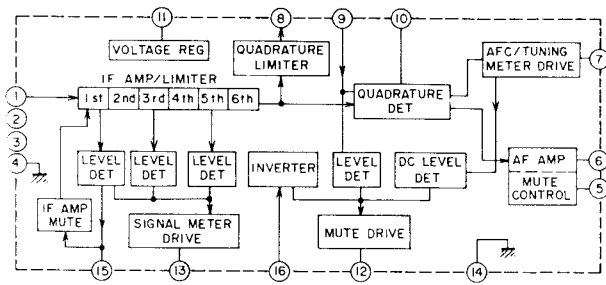 11
8
9
10
VOLTAGE REG
QUADRATURE
LIMITER
AFC/TUNING
METER DRIVE
7
IF AMP/LIMITER
1
1st 2nd 3rd 4th 5th 6th
QUADRATURE
DET
2
3
4
LEVEL
DET
LEVEL
DET
LEVEL
DET
INVERTER
LEVEL
DET
DC LEVEL
DET
AF AMP
6
MUTE
CONTROL
5
IF AMP
MUTE
SIGNAL METER
DRIVE
MUTE DRIVE
15
13
16
12
14